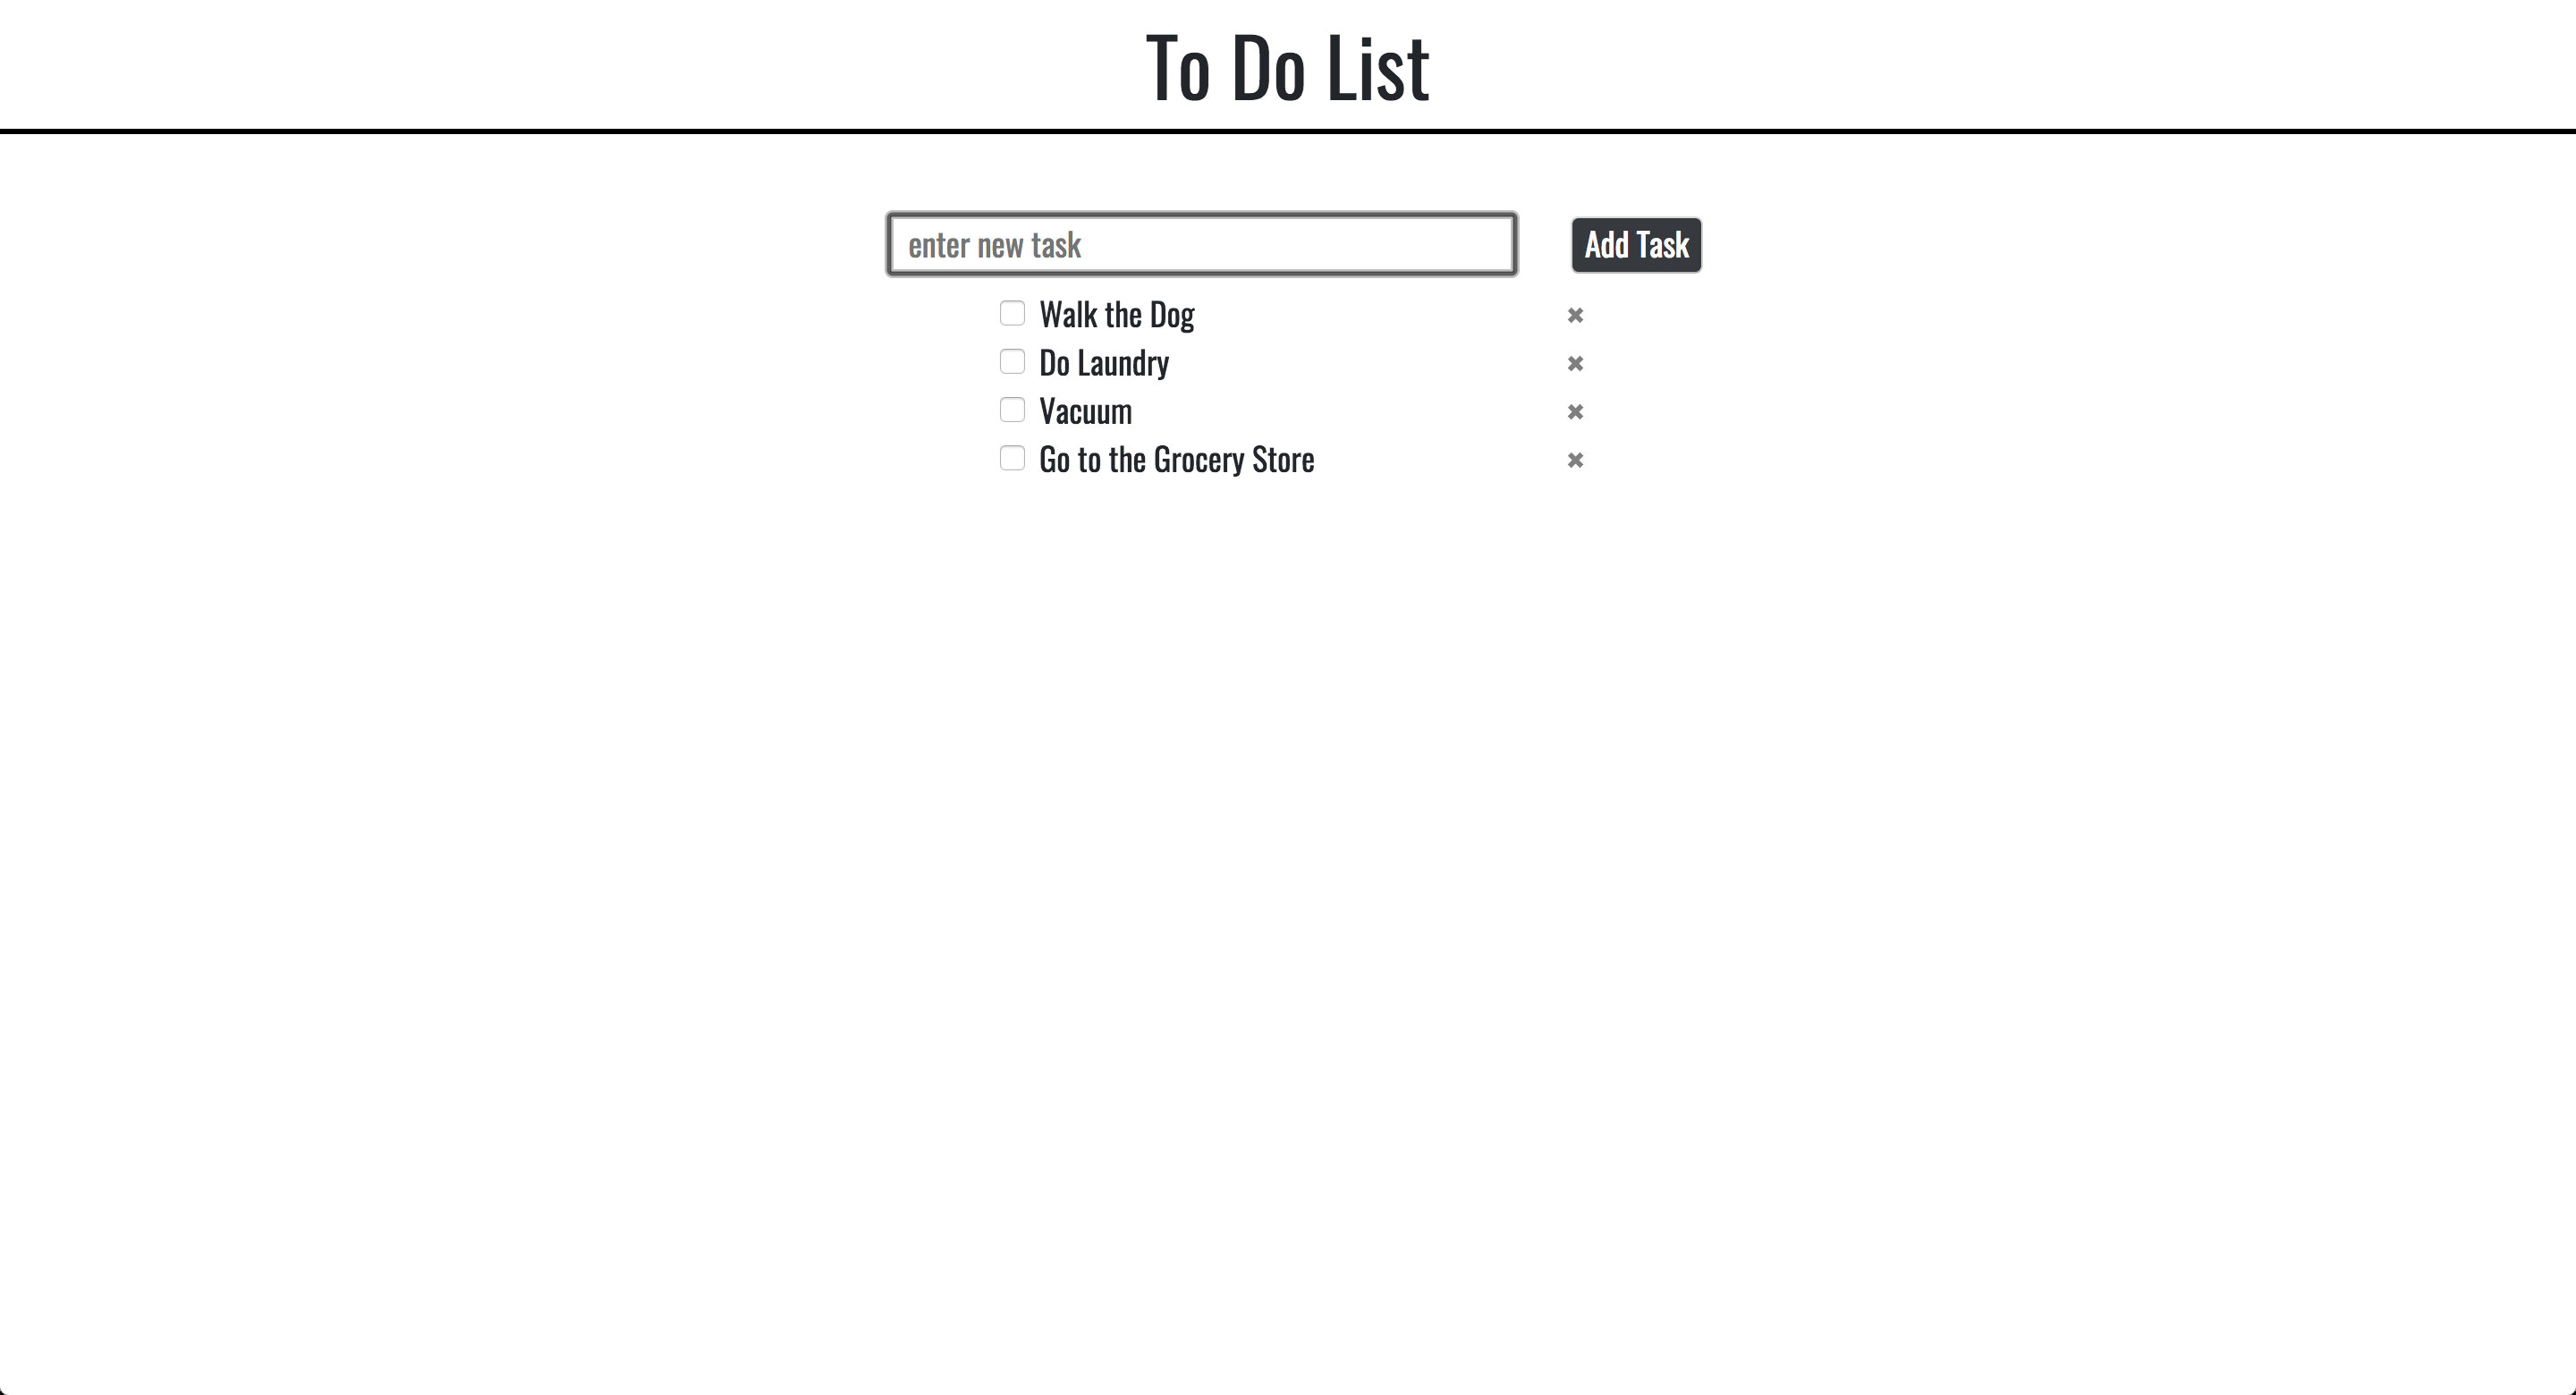 To Do List
enter new task
Add Task
Walk the Dog
Do Laundry
Vacuum
Go to the Grocery Store